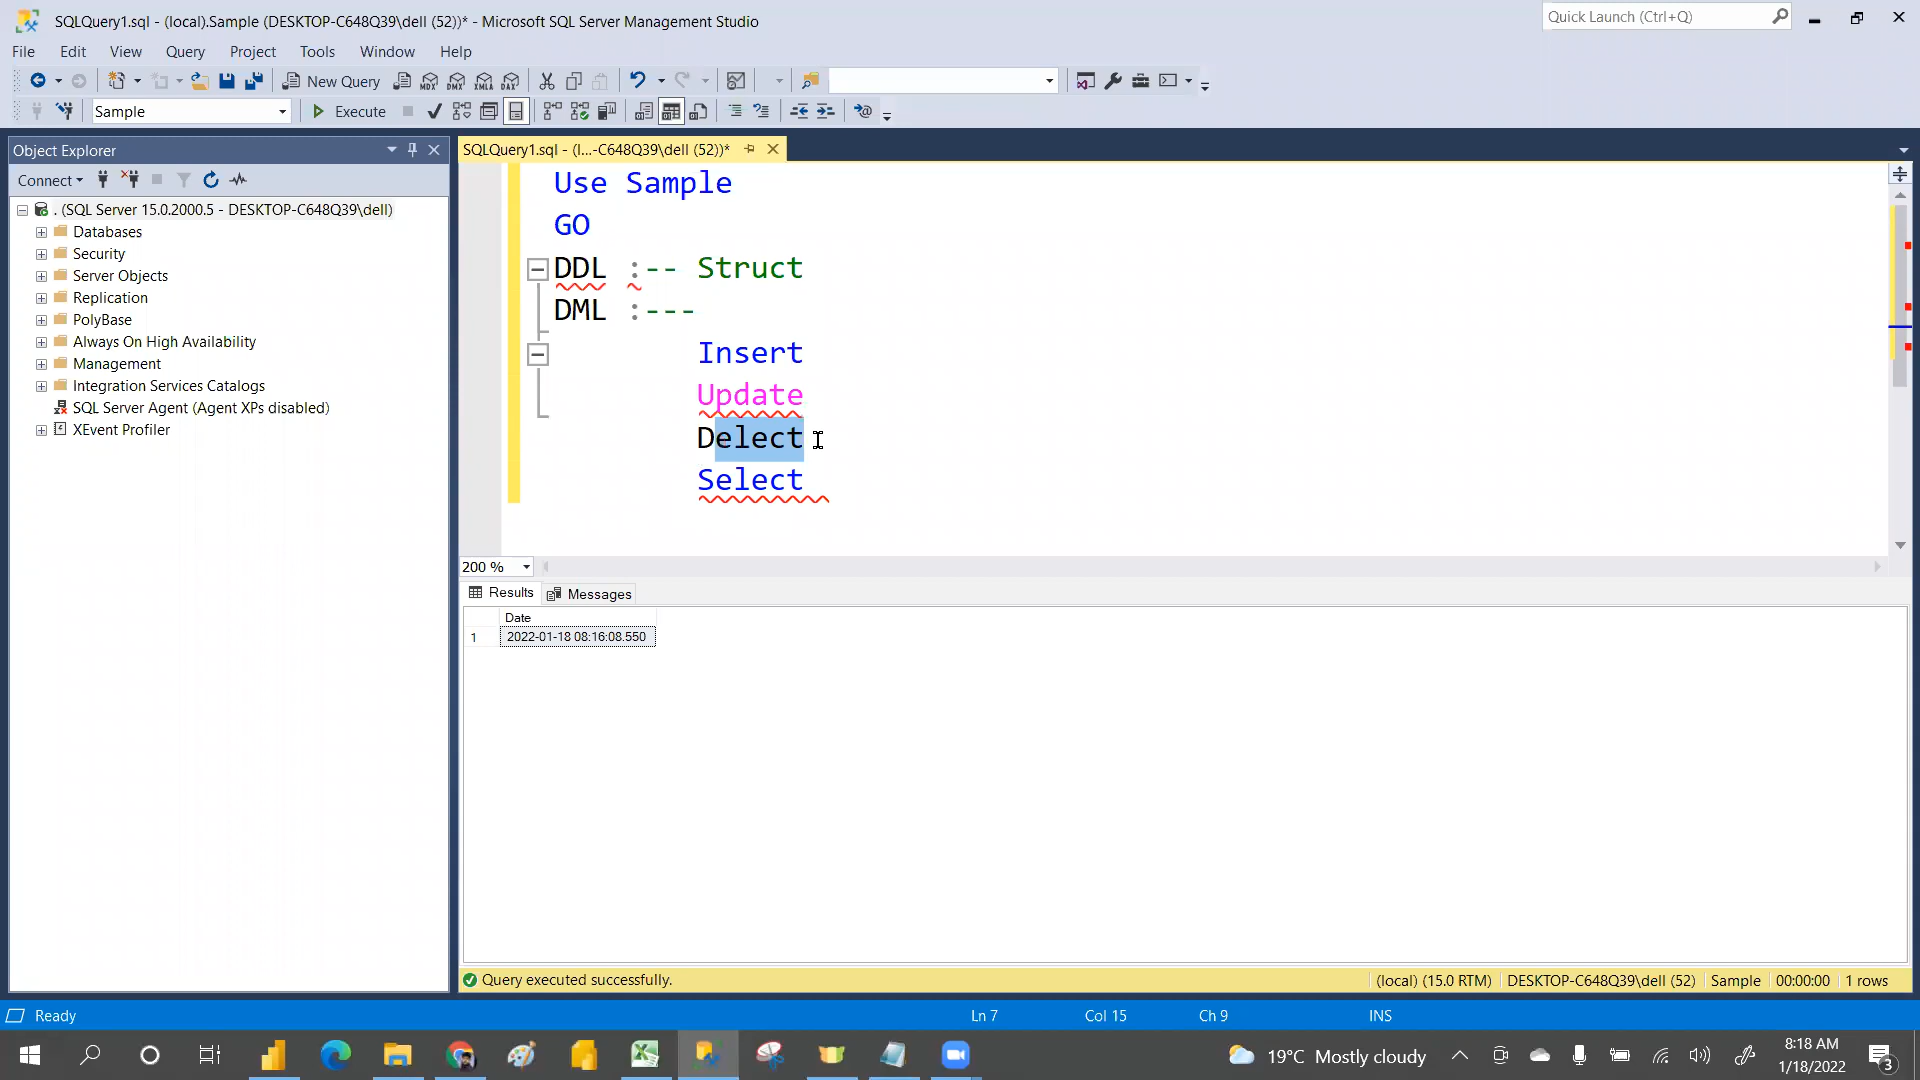 SQLQuery1.sql - (local).Sample (DESKTOP-C648Q39\dell (52))* - Microsoft SQL Server Management Studio
Quick Launch (Ctrl+Q)
File Edit View Query Project Tools Window Help
New Query
MDX DMX XMLA DAX
Sample
Execute
Object Explorer
SQLQuery1.sql - (l...-C648Q39\dell (52))*
Connect
. (SQL Server 15.0.2000.5 - DESKTOP-C648Q39\dell)
Databases
Security
Server Objects
Replication
PolyBase
Always On High Availability
Management
Integration Services Catalogs
SQL Server Agent (Agent XPs disabled)
XEvent Profiler
Use Sample
GO
DDL :-- Struct
DML :---
Insert
Update
Delect
Select
200 %
Results Messages
Date
1 2022-01-18 08:16:08.550
Query executed successfully.
(local) (15.0 RTM) DESKTOP-C648Q39\dell (52) Sample 00:00:00 1 rows
Ready
Ln 7 Col 15 Ch 9 INS
19°C Mostly cloudy
8:18 AM
1/18/2022
3